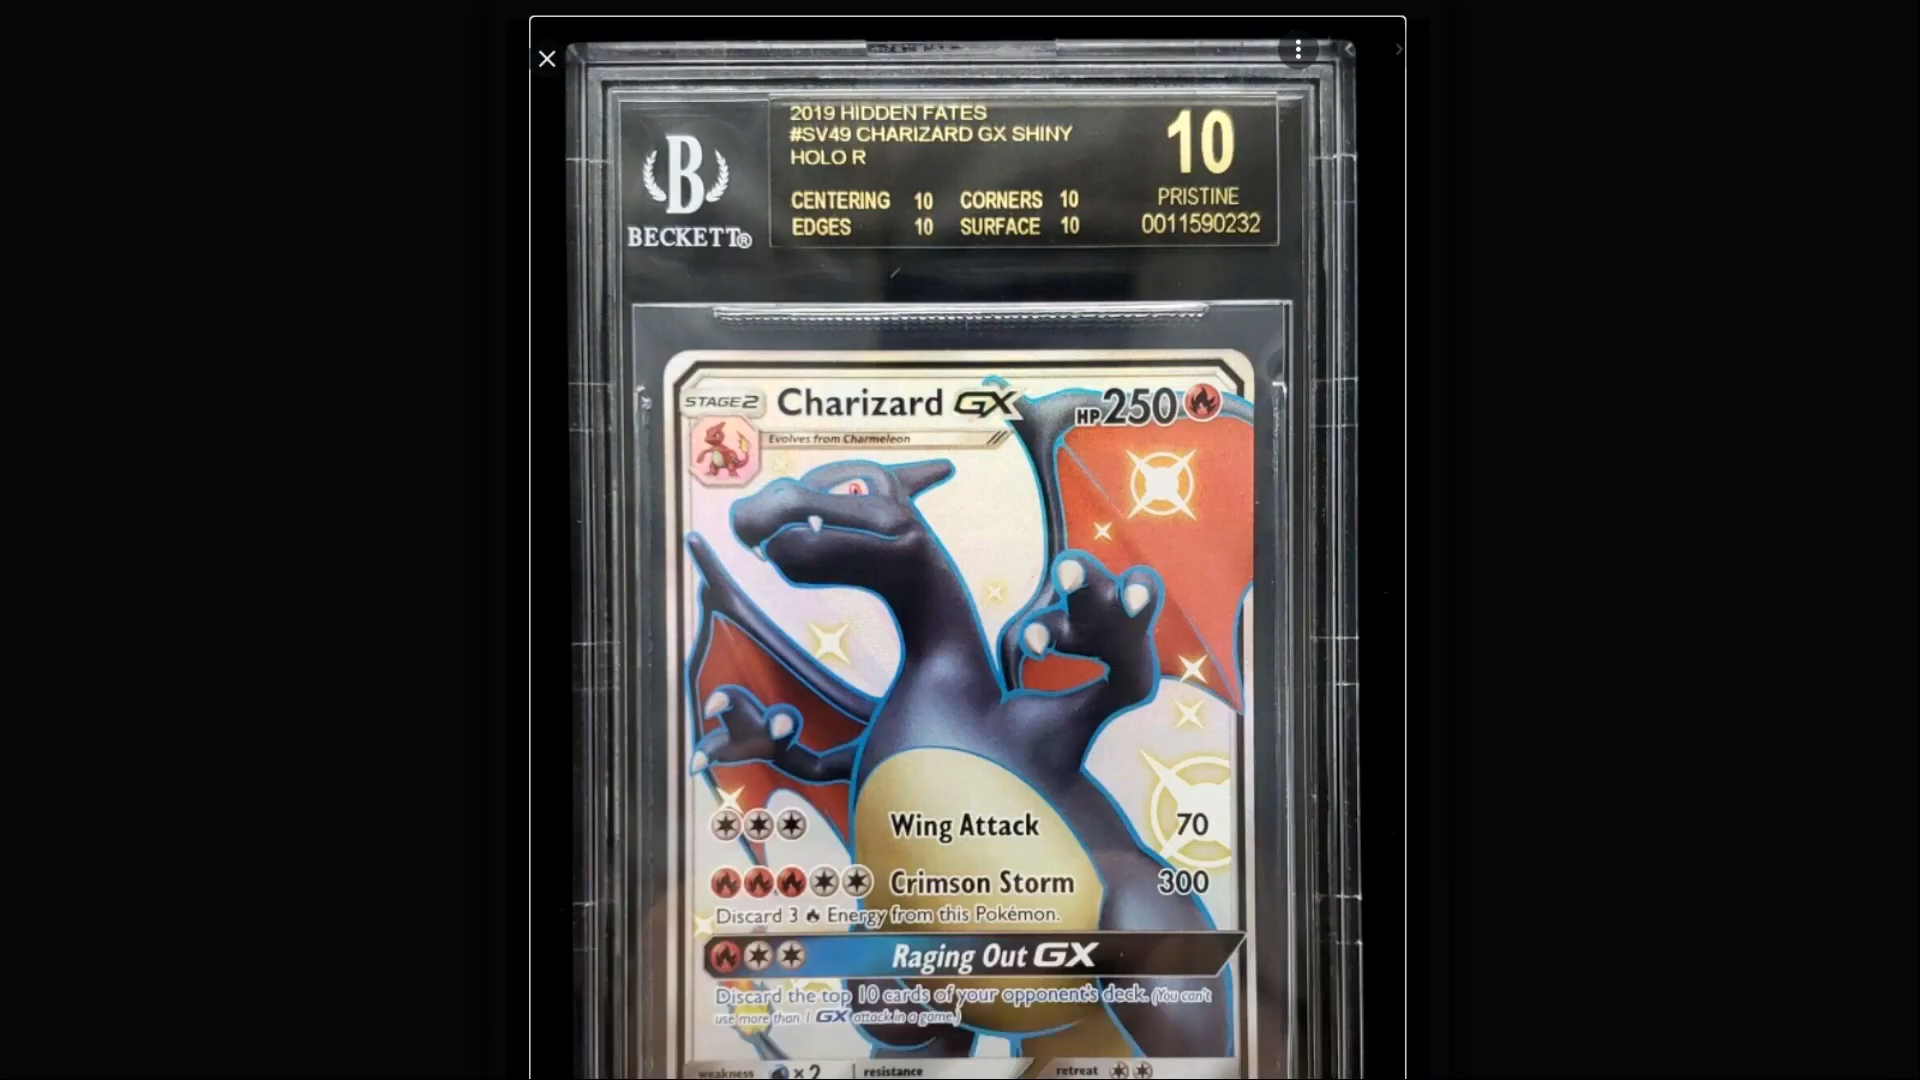 2019 HIDDEN FATES
#SV49 CHARIZARD GX SHINY
HOLO R
10
PRISTINE
0011590232
CENTERING 10 CORNERS 10
EDGES 10 SURFACE 10
B
BECKETT®
STAGE2 Charizard GX HP250
Evolves from Charmeleon
Wing Attack 70
Crimson Storm 300
Discard 3 Energy from this Pokémon.
Raging Out GX
Discard the top 10 cards of your opponent's deck. (You can't
use more than 1 GX attack in a game.)
weakness ×2 resistance retreat